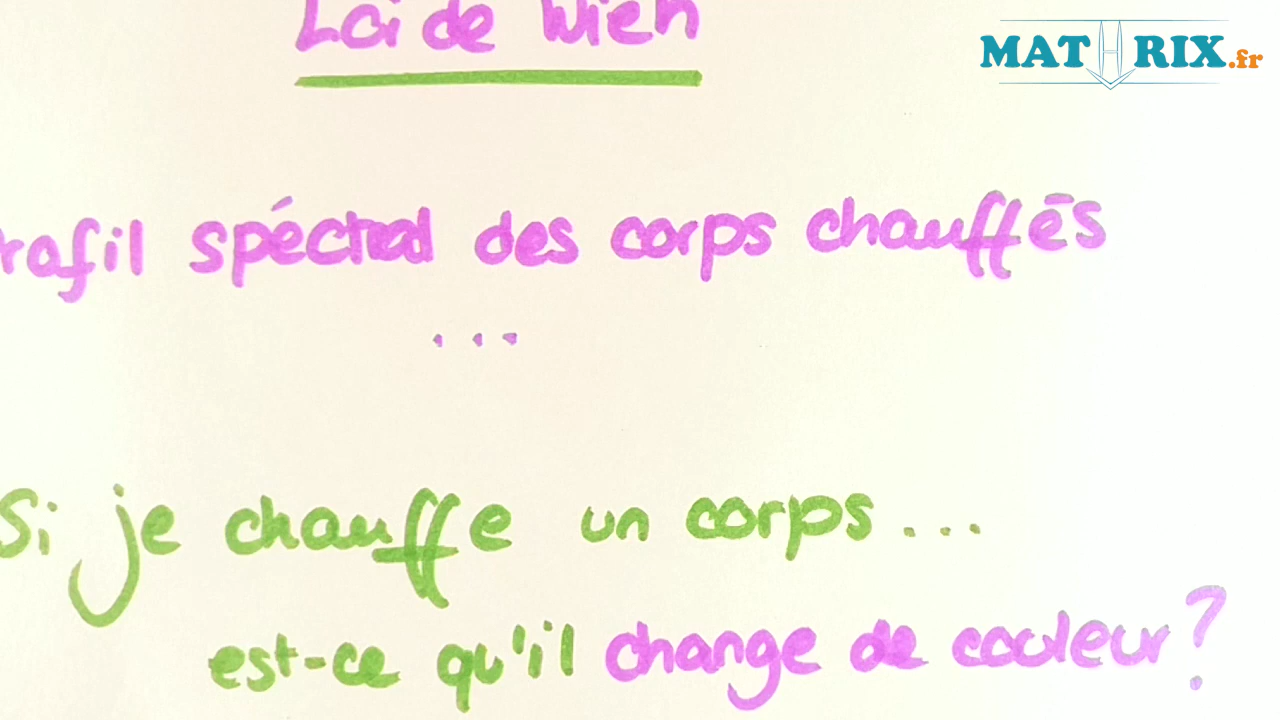 Loi de Wien
MATHRIX.fr
Profil spéctral des corps chauffés
...
Si je chauffe un corps...
est-ce qu'il change de couleur?